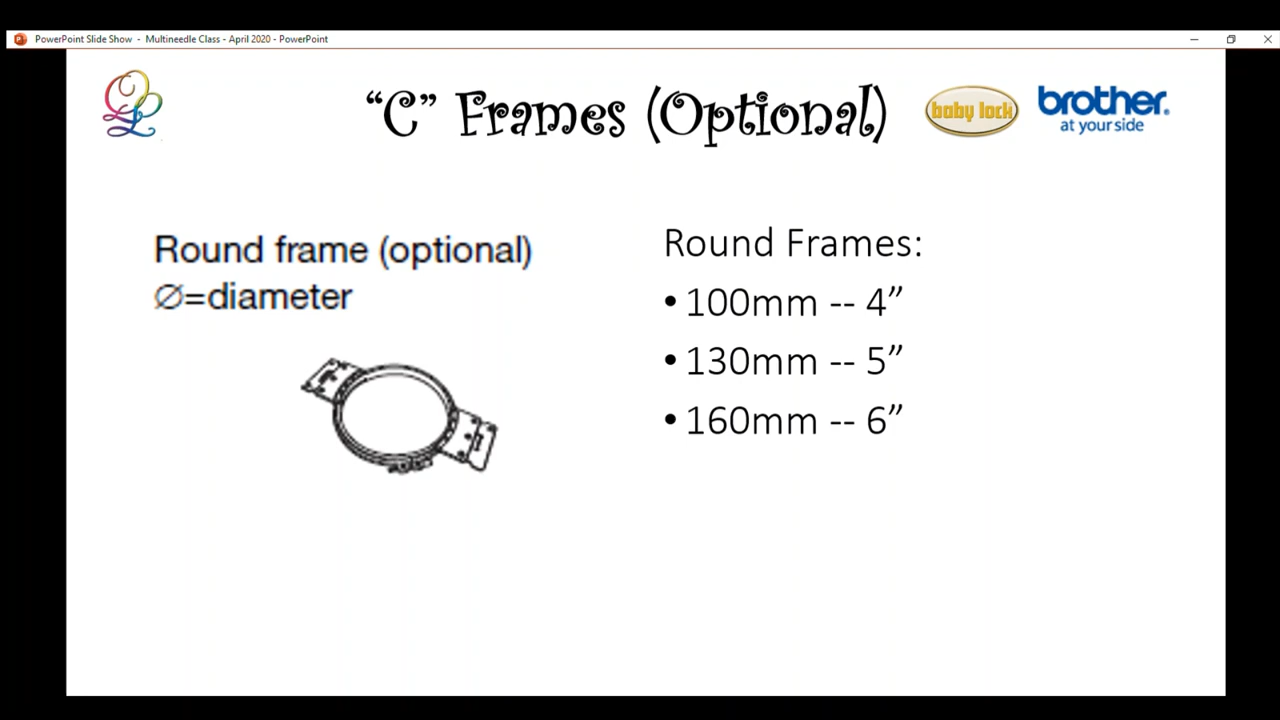 PowerPoint Slide Show - Multineedle Class - April 2020 - PowerPoint
“C” Frames (Optional)
baby lock
brother
at your side
Round frame (optional)
∅=diameter
Round Frames:
• 100mm -- 4”
• 130mm -- 5”
• 160mm -- 6”